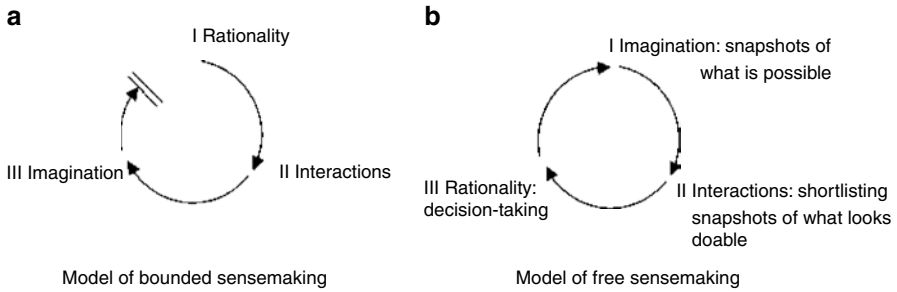 a
I Rationality
II Interactions
III Imagination
Model of bounded sensemaking
b
I Imagination: snapshots of
what is possible
II Interactions: shortlisting
snapshots of what looks
doable
III Rationality:
decision-taking
Model of free sensemaking